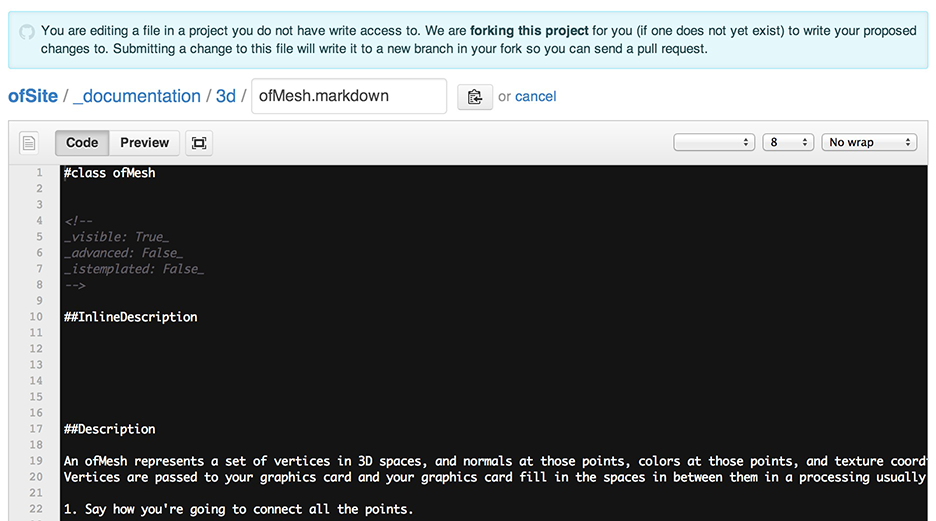 You are editing a file in a project you do not have write access to. We are forking this project for you (if one does not yet exist) to write your proposed
changes to. Submitting a change to this file will write it to a new branch in your fork so you can send a pull request.
ofSite / _documentation / 3d / ofMesh.markdown or cancel
Code Preview 8 No wrap
1 #class ofMesh
2
3
4 <!--
5 _visible: True_
6 _advanced: False_
7 _istemplated: False_
8 -->
9
10 ##InlineDescription
11
12
13
14
15
16
17 ##Description
18
19 An ofMesh represents a set of vertices in 3D spaces, and normals at those points, colors at those points, and texture coord
20 Vertices are passed to your graphics card and your graphics card fill in the spaces in between them in a processing usually
21
22 1. Say how you're going to connect all the points.